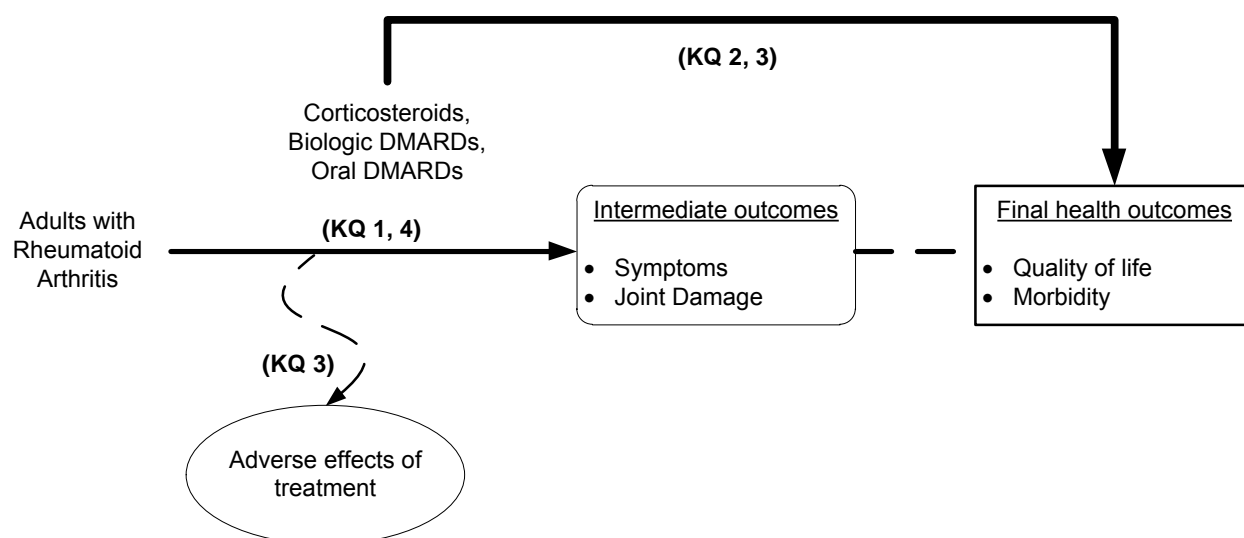 (KQ 2, 3)
Corticosteroids,
Biologic DMARDs,
Oral DMARDs
Adults with
Rheumatoid
Arthritis
(KQ 1, 4)
Intermediate outcomes
• Symptoms
• Joint Damage
Final health outcomes
• Quality of life
• Morbidity
(KQ 3)
Adverse effects of
treatment